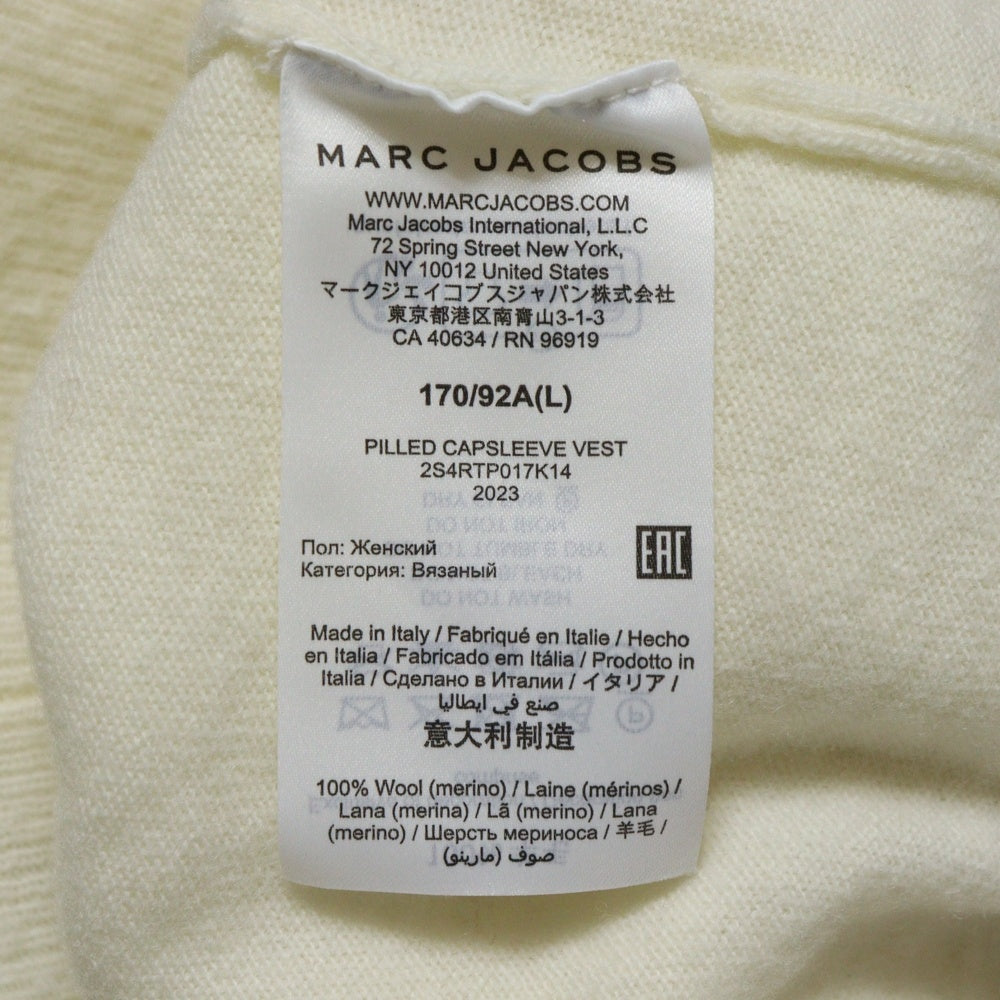 MARC JACOBS
WWW.MARCJACOBS.COM
Marc Jacobs International, L.L.C
72 Spring Street New York,
NY 10012 United States
マークジェイコブスジャパン株式会社
東京都港区南青山3-1-3
CA 40634 / RN 96919
170/92A(L)
PILLED CAPSLEEVE VEST
2S4RTP017K14
2023
Пол: Женский
Категория: Вязаный
EAC
Made in Italy / Fabriqué en Italie / Hecho
en Italia / Fabricado em Itália / Prodotto in
Italia / Сделано в Италии / イタリア /
صنع في ايطاليا
意大利制造
100% Wool (merino) / Laine (mérinos) /
Lana (merina) / Lã (merino) / Lana
(merino) / Шерсть мериноса / 羊毛 /
صوف (مارينو)